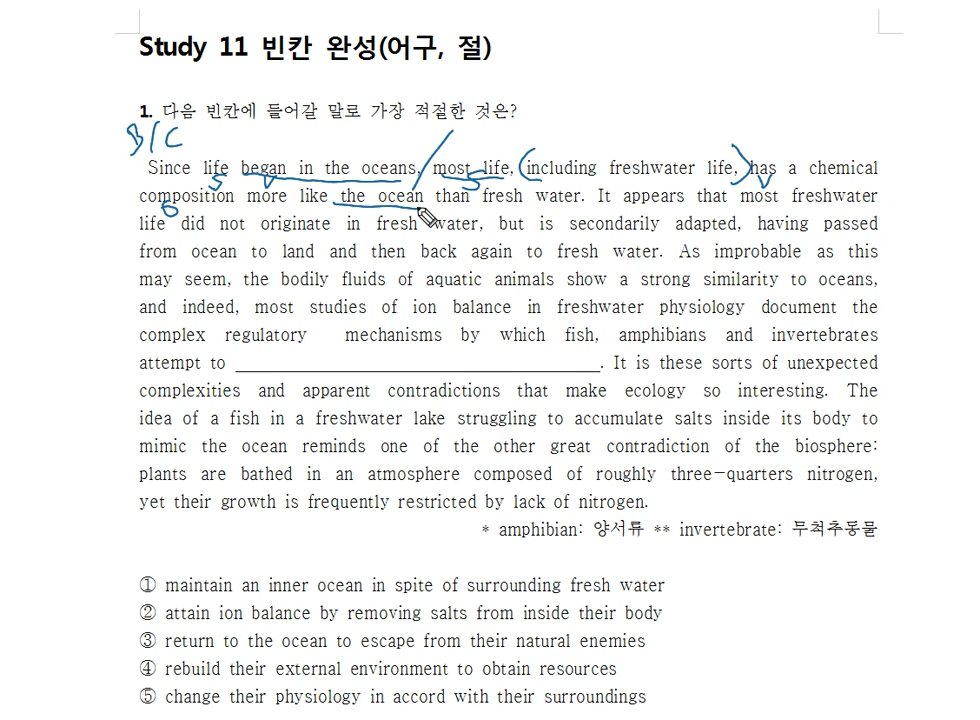 Study 11 빈칸 완성(어구, 절)
1. 다음 빈칸에 들어갈 말로 가장 적절한 것은?
B/C
Since life began in the oceans, most life, (including freshwater life,) has a chemical
S V S V
composition more like the ocean than fresh water. It appears that most freshwater
life did not originate in fresh water, but is secondarily adapted, having passed
from ocean to land and then back again to fresh water. As improbable as this
may seem, the bodily fluids of aquatic animals show a strong similarity to oceans,
and indeed, most studies of ion balance in freshwater physiology document the
complex regulatory mechanisms by which fish, amphibians and invertebrates
attempt to ____________________. It is these sorts of unexpected
complexities and apparent contradictions that make ecology so interesting. The
idea of a fish in a freshwater lake struggling to accumulate salts inside its body to
mimic the ocean reminds one of the other great contradiction of the biosphere:
plants are bathed in an atmosphere composed of roughly three-quarters nitrogen,
yet their growth is frequently restricted by lack of nitrogen.
* amphibian: 양서류 ** invertebrate: 무척추동물
① maintain an inner ocean in spite of surrounding fresh water
② attain ion balance by removing salts from inside their body
③ return to the ocean to escape from their natural enemies
④ rebuild their external environment to obtain resources
⑤ change their physiology in accord with their surroundings